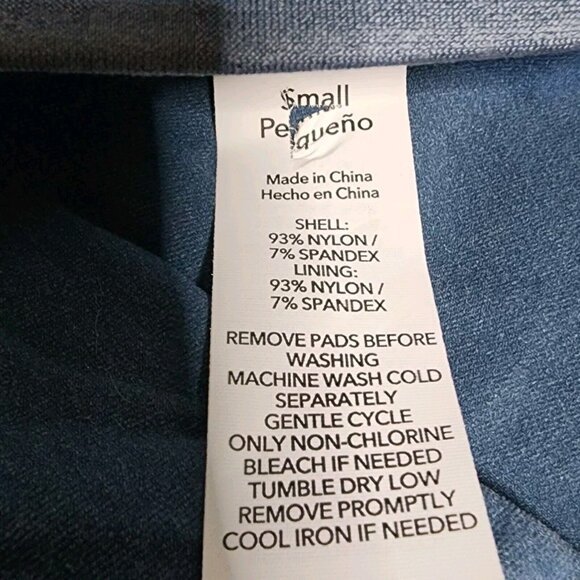 Small
Pequeño
Made in China
Hecho en China
SHELL:
93% NYLON /
7% SPANDEX
LINING:
93% NYLON /
7% SPANDEX
REMOVE PADS BEFORE
WASHING
MACHINE WASH COLD
SEPARATELY
GENTLE CYCLE
ONLY NON-CHLORINE
BLEACH IF NEEDED
TUMBLE DRY LOW
REMOVE PROMPTLY
COOL IRON IF NEEDED